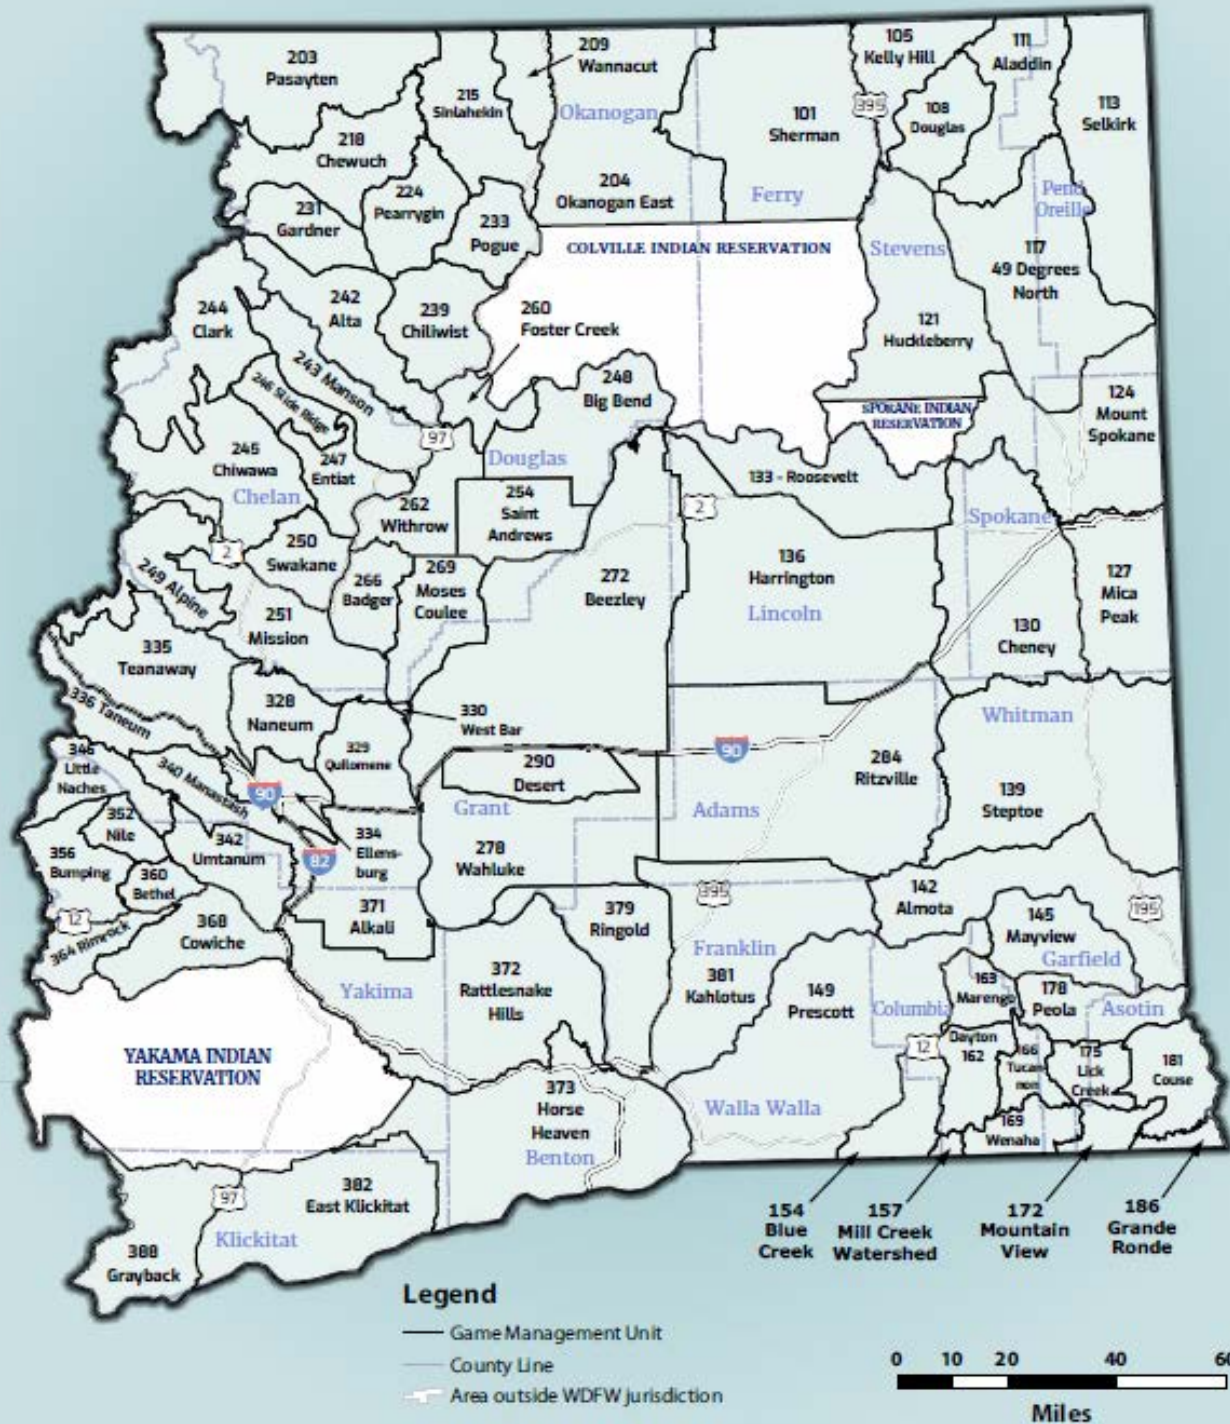 203
Pasayten
209
Wannacut
215
Sinlahekin
Okanogan
105
Kelly Hill
111
Aladdin
395
108
Douglas
113
Selkirk
101
Sherman
218
Chewuch
224
Pearrygin
231
Gardner
233
Pogue
204
Okanogan East
Ferry
Pend
Oreille
COLVILLE INDIAN RESERVATION
Stevens
117
49 Degrees
North
242
Alta
239
Chiliwist
260
Foster Creek
244
Clark
121
Huckleberry
243 Manson
246 Slide Ridge
248
Big Bend
SPOKANE INDIAN
RESERVATION
124
Mount
Spokane
97
245
Chiwawa
247
Entiat
Douglas
Chelan
133 - Roosevelt
262
Withrow
254
Saint
Andrews
2
Spokane
2
250
Swakane
249 Alpine
266
Badger
269
Moses
Coulee
272
Beezley
136
Harrington
Lincoln
127
Mica
Peak
251
Mission
130
Cheney
335
Teanaway
336 Taneum
328
Naneum
330
West Bar
Whitman
329
Quilomene
346
Little
Naches
340 Manastash
90
290
Desert
90
284
Ritzville
Grant
Adams
139
Steptoe
352
Nile
342
Umtanum
82
334
Ellens-
burg
356
Bumping
360
Bethel
278
Wahluke
12
364 Rimrock
368
Cowiche
371
Alkali
379
Ringold
395
142
Almota
195
145
Mayview
Garfield
Franklin
381
Kahlotus
372
Rattlesnake
Hills
Yakima
149
Prescott
Columbia
163
Marengo
178
Peola
Asotin
YAKAMA INDIAN
RESERVATION
12
Dayton
162
166
Tucan-
non
175
Lick
Creek
181
Couse
373
Horse
Heaven
Benton
Walla Walla
169
Wenaha
97
382
East Klickitat
Klickitat
388
Grayback
154
Blue
Creek
157
Mill Creek
Watershed
172
Mountain
View
186
Grande
Ronde
Legend
Game Management Unit
County Line
Area outside WDFW jurisdiction
0 10 20 40 60
Miles